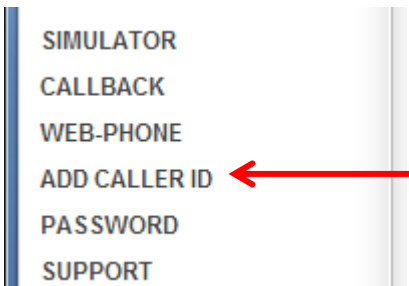 SIMULATOR
CALLBACK
WEB-PHONE
ADD CALLER ID
PASSWORD
SUPPORT